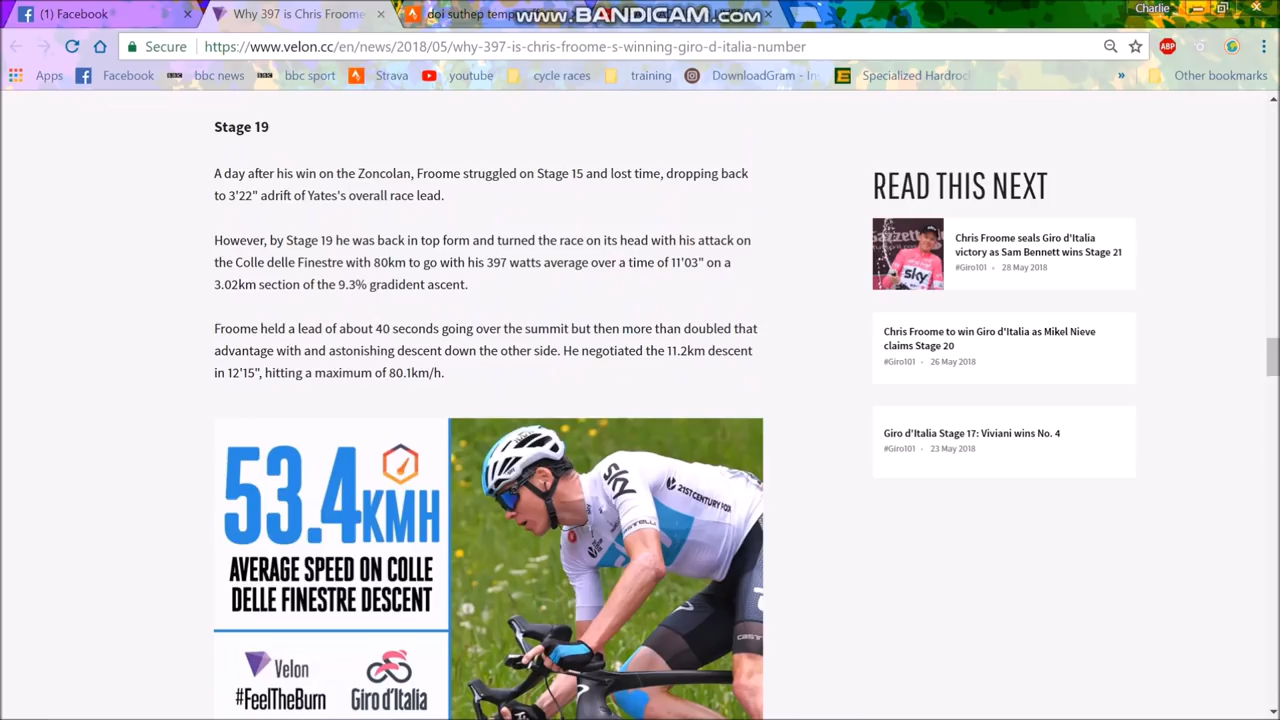 (1) Facebook
Why 397 is Chris Froome
doi suthep temp
www.BANDICAM.com
Charlie
Secure
https://www.velon.cc/en/news/2018/05/why-397-is-chris-froome-s-winning-giro-d-italia-number
ABP
Apps
Facebook
bbc news
bbc sport
Strava
youtube
cycle races
training
DownloadGram - In
Specialized Hardroc
»
Other bookmarks
Stage 19
A day after his win on the Zoncolan, Froome struggled on Stage 15 and lost time, dropping back
to 3'22" adrift of Yates's overall race lead.
However, by Stage 19 he was back in top form and turned the race on its head with his attack on
the Colle delle Finestre with 83km to go with his 397 watts average over a time of 11'03" on a
3.02km section of the 9.3% gradident ascent.
Froome held a lead of about 40 seconds going over the summit but then more than doubled that
advantage with and astonishing descent down the other side. He negotiated the 11.2km descent
in 12'15", hitting a maximum of 80.1km/h.
53.4KMH
AVERAGE SPEED ON COLLE
DELLE FINESTRE DESCENT
Velon
#FeelTheBurn
Giro d'Italia
SKY
21ST CENTURY FOX
CASTELLI
READ THIS NEXT
Gazzetta
sky
Chris Froome seals Giro d'Italia
victory as Sam Bennett wins Stage 21
#Giro101 • 28 May 2018
Chris Froome to win Giro d'Italia as Mikel Nieve
claims Stage 20
#Giro101 • 26 May 2018
Giro d'Italia Stage 17: Viviani wins No. 4
#Giro101 • 23 May 2018